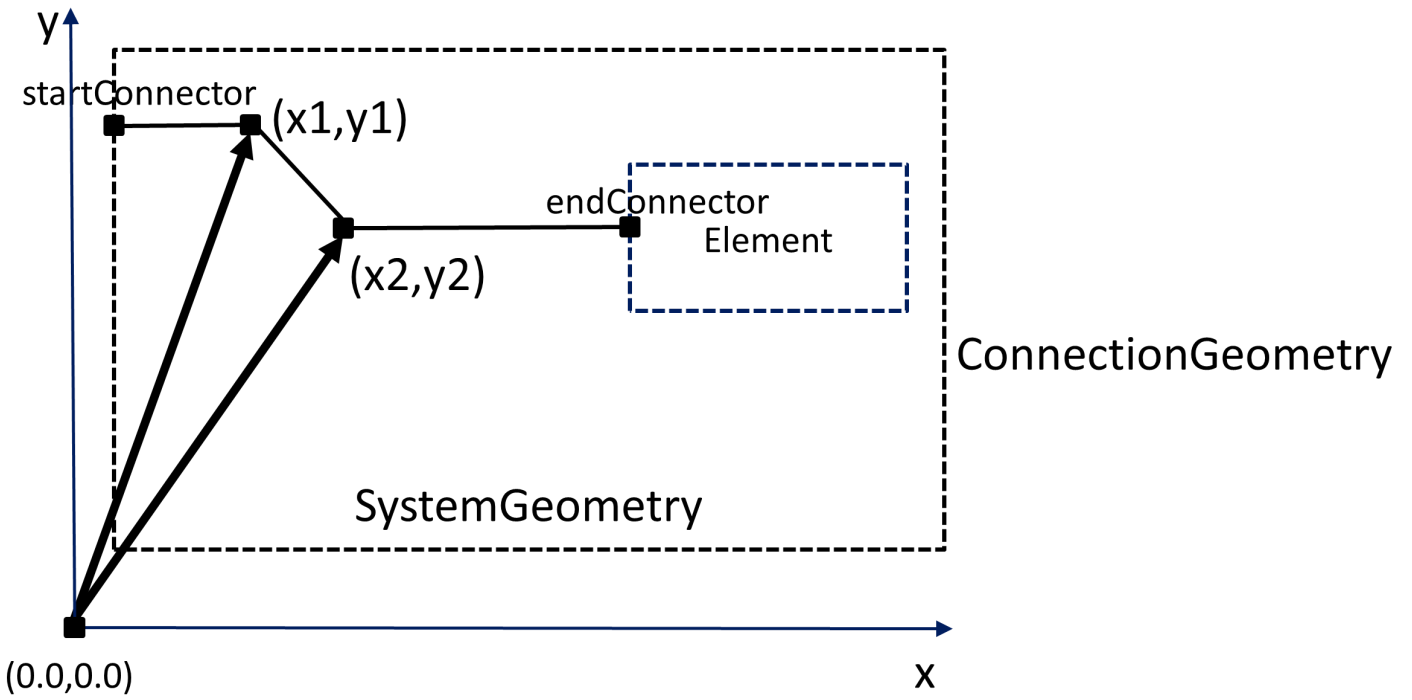 y
startConnector
(x1,y1)
endConnector
Element
(x2,y2)
ConnectionGeometry
SystemGeometry
(0.0,0.0)
x